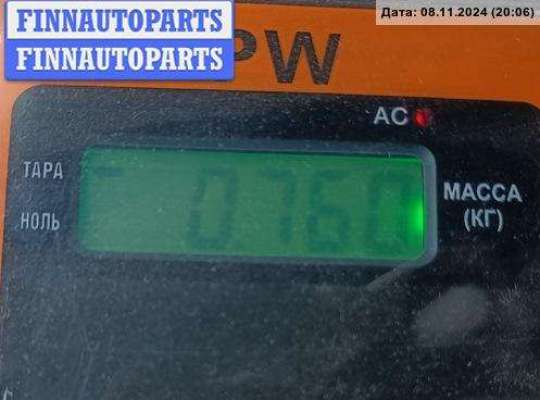 FINNAUTOPARTS
FINNAUTOPARTS
Дата: 08.11.2024 (20:06)
PW
AC
ТАРА
НОЛЬ
0.760
МАССА
(КГ)